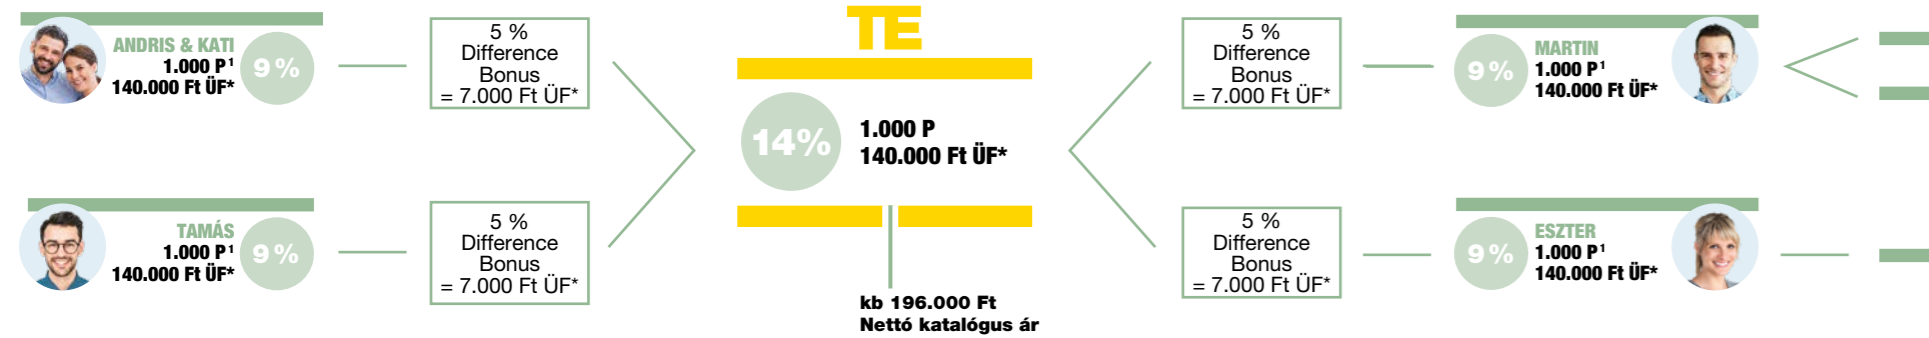 ANDRIS & KATI
1.000 P¹
140.000 Ft ÜF*
9%
5 %
Difference
Bonus
= 7.000 Ft ÜF*
TAMÁS
1.000 P¹
140.000 Ft ÜF*
9%
5 %
Difference
Bonus
= 7.000 Ft ÜF*
TE
14%
1.000 P
140.000 Ft ÜF*
kb 196.000 Ft
Nettó katalógus ár
5 %
Difference
Bonus
= 7.000 Ft ÜF*
9%
MARTIN
1.000 P¹
140.000 Ft ÜF*
5 %
Difference
Bonus
= 7.000 Ft ÜF*
9%
ESZTER
1.000 P¹
140.000 Ft ÜF*